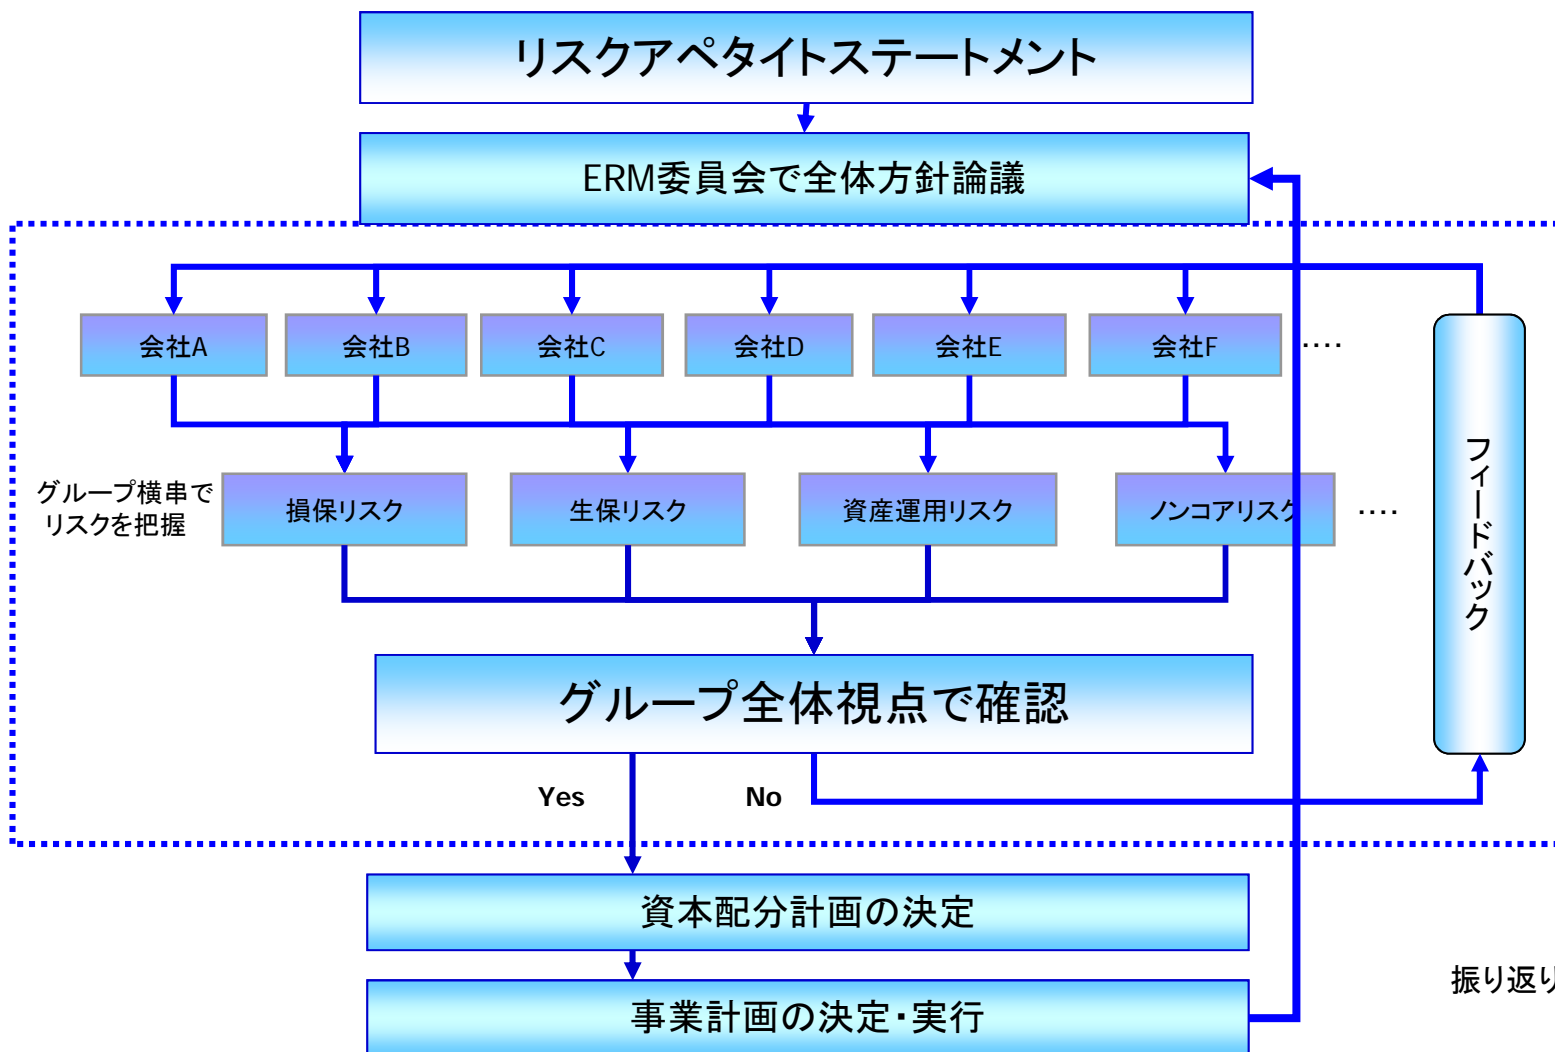 リスクアペタイトステートメント
ERM委員会で全体方針論議
会社A
会社B
会社C
会社D
会社E
会社F
....
グループ横串で
リスクを把握
損保リスク
生保リスク
資産運用リスク
ノンコアリスク
....
フィードバック
グループ全体視点で確認
Yes
No
資本配分計画の決定
振り返り
事業計画の決定・実行